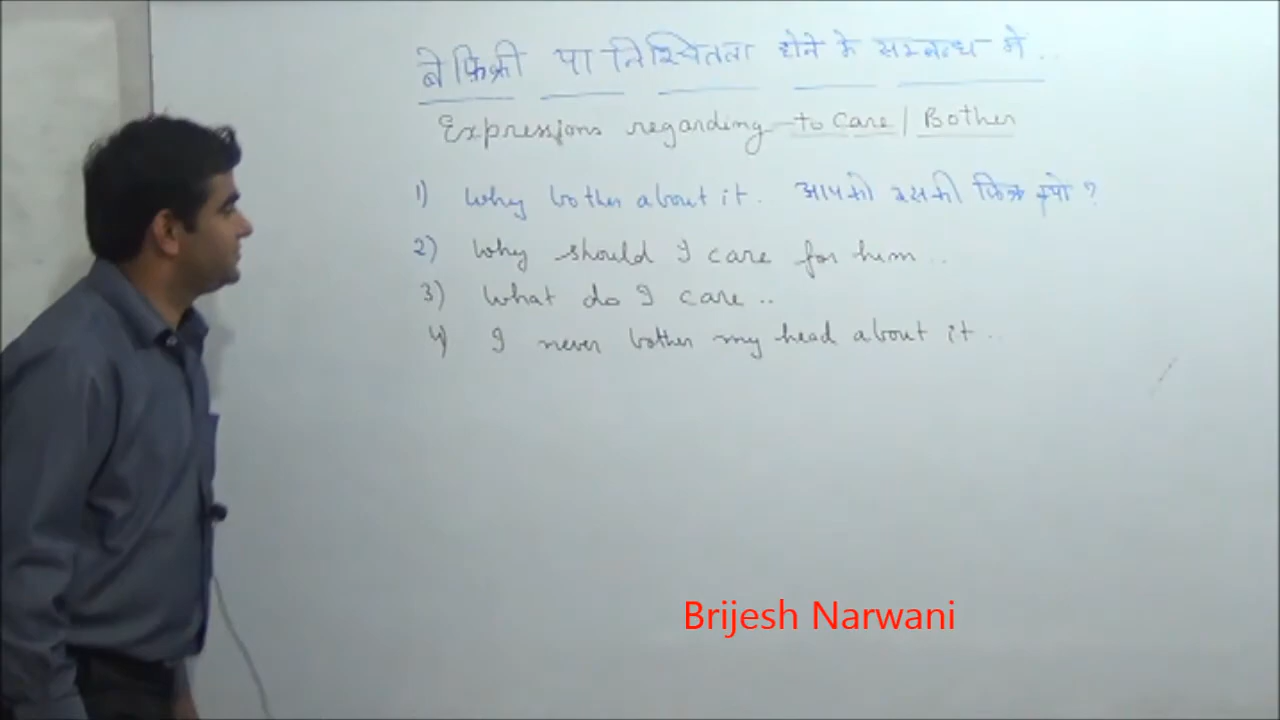 बेफ़िक्री या निश्चितता होने के सम्बन्ध में..
Expressions regarding to Care / Bother
1) Why bother about it. आपको उसकी फिक्र क्यों ?
2) Why should I care for him ..
3) What do I care ..
4) I never bother my head about it ..
Brijesh Narwani